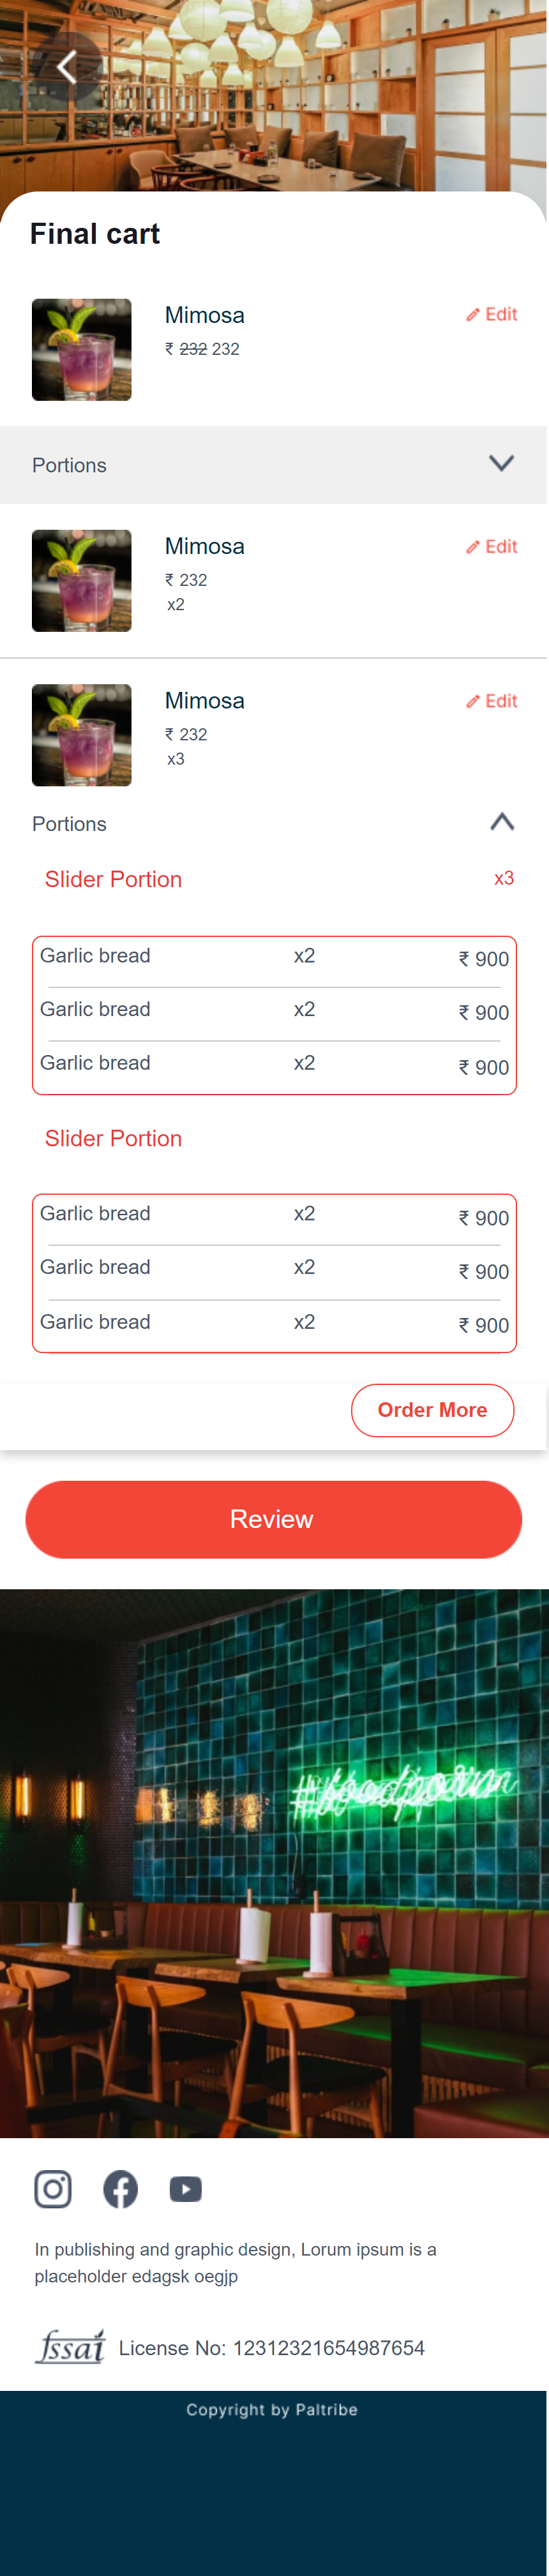 Final cart
Mimosa
Edit
₹ 232 232
Portions
Mimosa
Edit
₹ 232
x2
Mimosa
Edit
₹ 232
x3
Portions
Slider Portion x3
Garlic bread x2 ₹ 900
Garlic bread x2 ₹ 900
Garlic bread x2 ₹ 900
Slider Portion
Garlic bread x2 ₹ 900
Garlic bread x2 ₹ 900
Garlic bread x2 ₹ 900
Order More
Review
#foodporn
In publishing and graphic design, Lorum ipsum is a
placeholder edagsk oegjp
fssai License No: 12312321654987654
Copyright by Paltribe